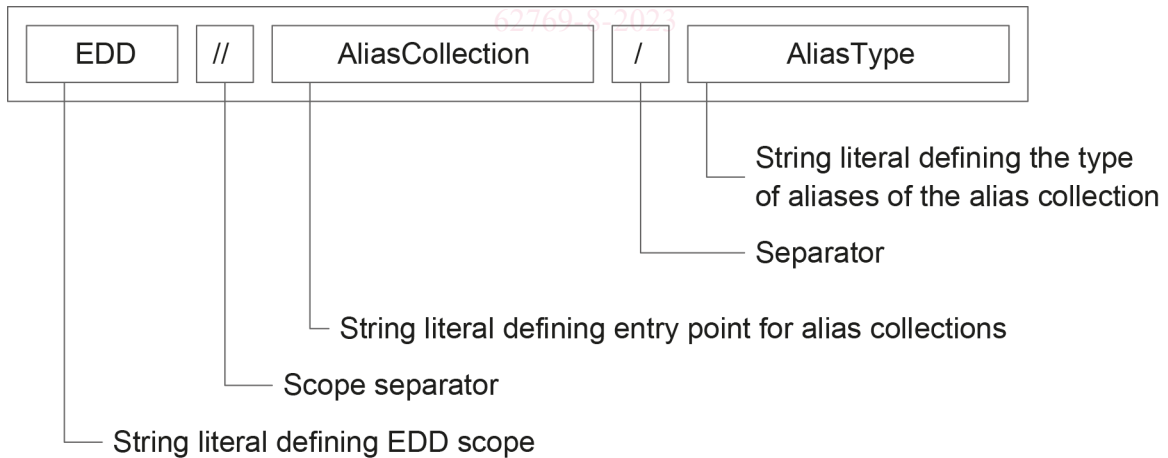 62769-8-2023
EDD // AliasCollection / AliasType
String literal defining the type
of aliases of the alias collection
Separator
String literal defining entry point for alias collections
Scope separator
String literal defining EDD scope